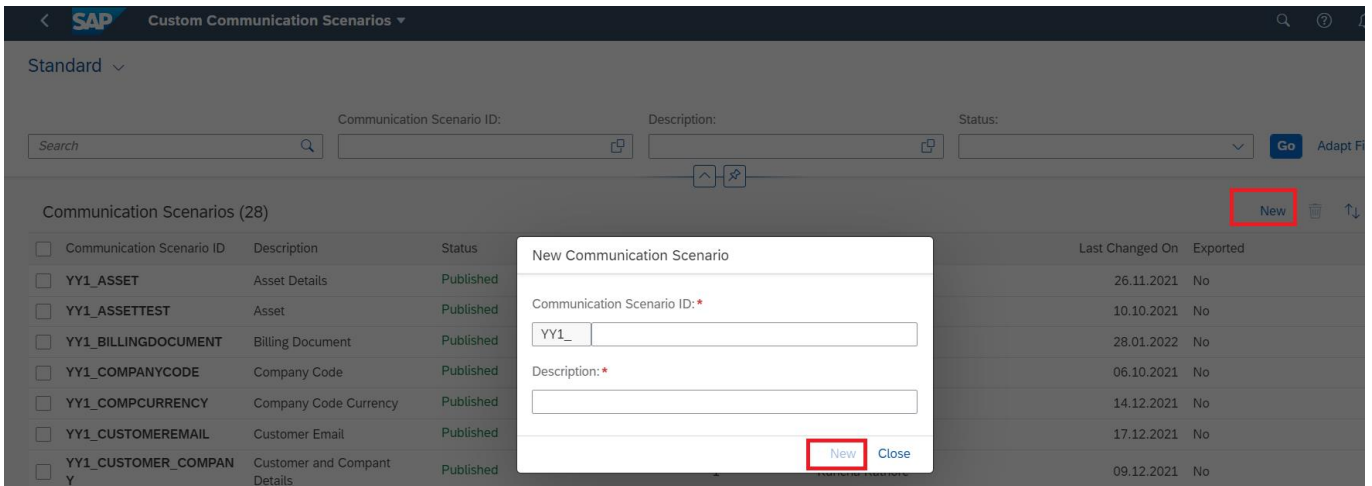 SAP Custom Communication Scenarios
Standard
Communication Scenario ID: Description: Status:
Search Go Adapt Fi
Communication Scenarios (28) New
Communication Scenario ID Description Status Last Changed On Exported
New Communication Scenario
YY1_ASSET Asset Details Published 26.11.2021 No
Communication Scenario ID:*
YY1_ASSETTEST Asset Published 10.10.2021 No
YY1_
YY1_BILLINGDOCUMENT Billing Document Published 28.01.2022 No
YY1_COMPANYCODE Company Code Published 06.10.2021 No
Description:*
YY1_COMPCURRENCY Company Code Currency Published 14.12.2021 No
YY1_CUSTOMEREMAIL Customer Email Published 17.12.2021 No
New Close
YY1_CUSTOMER_COMPAN Customer and Compant
Y Details Published 09.12.2021 No